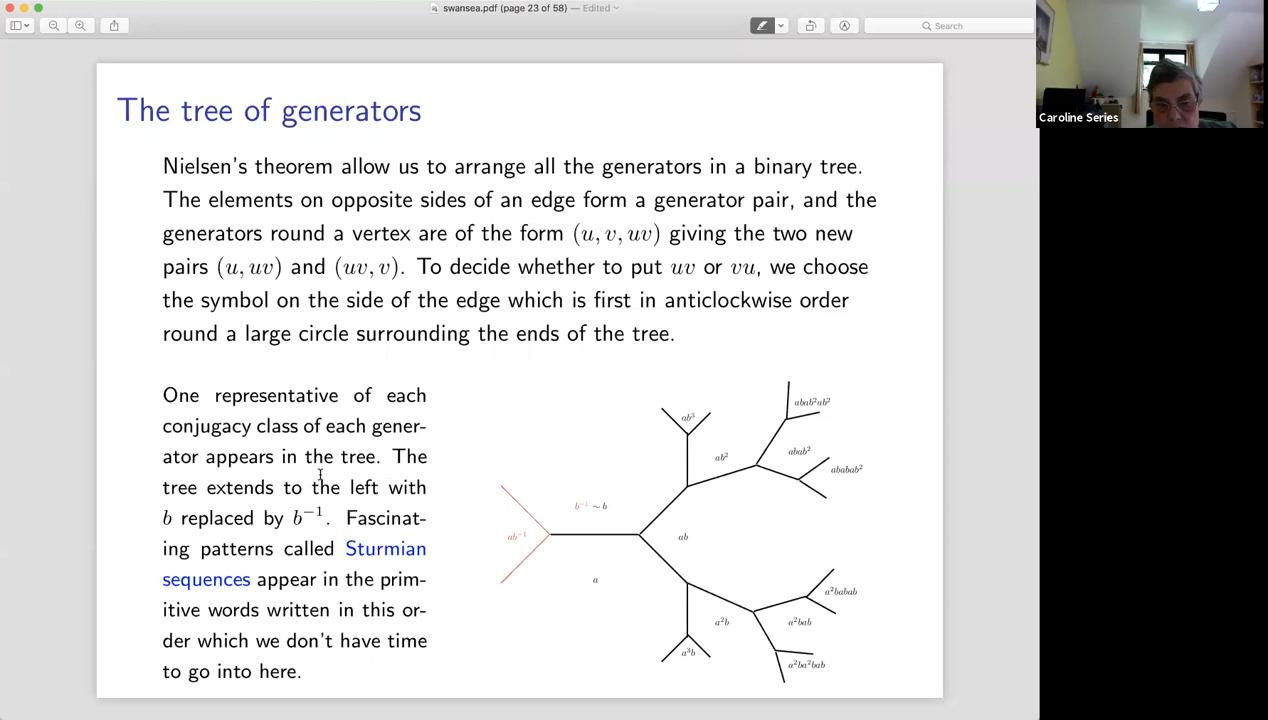 swansea.pdf (page 23 of 58) — Edited
Search
Caroline Series
The tree of generators
Nielsen's theorem allow us to arrange all the generators in a binary tree.
The elements on opposite sides of an edge form a generator pair, and the
generators round a vertex are of the form (u, v, uv) giving the two new
pairs (u, uv) and (uv, v). To decide whether to put uv or vu, we choose
the symbol on the side of the edge which is first in anticlockwise order
round a large circle surrounding the ends of the tree.
One representative of each
conjugacy class of each gener-
ator appears in the tree. The
tree extends to the left with
b replaced by b⁻¹. Fascinat-
ing patterns called Sturmian
sequences appear in the prim-
itive words written in this or-
der which we don't have time
to go into here.
abab²ab²
ab³
abab²
ab²
ababab²
b⁻¹ ∼ b
ab⁻¹
ab
a
a²babab
a²b
a²bab
a³b
a²ba²bab